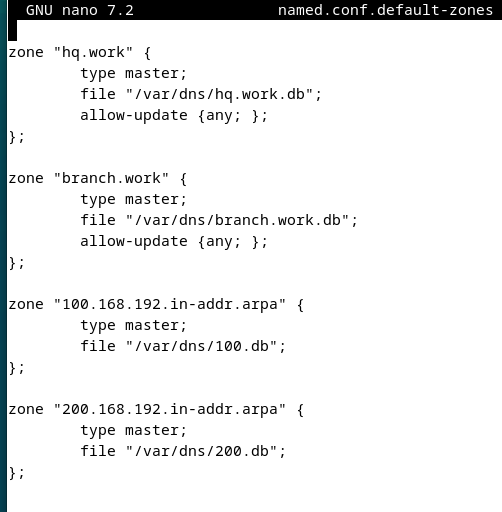 GNU nano 7.2 named.conf.default-zones
zone "hq.work" {
        type master;
        file "/var/dns/hq.work.db";
        allow-update {any; };
};
zone "branch.work" {
        type master;
        file "/var/dns/branch.work.db";
        allow-update {any; };
};
zone "100.168.192.in-addr.arpa" {
        type master;
        file "/var/dns/100.db";
};
zone "200.168.192.in-addr.arpa" {
        type master;
        file "/var/dns/200.db";
};